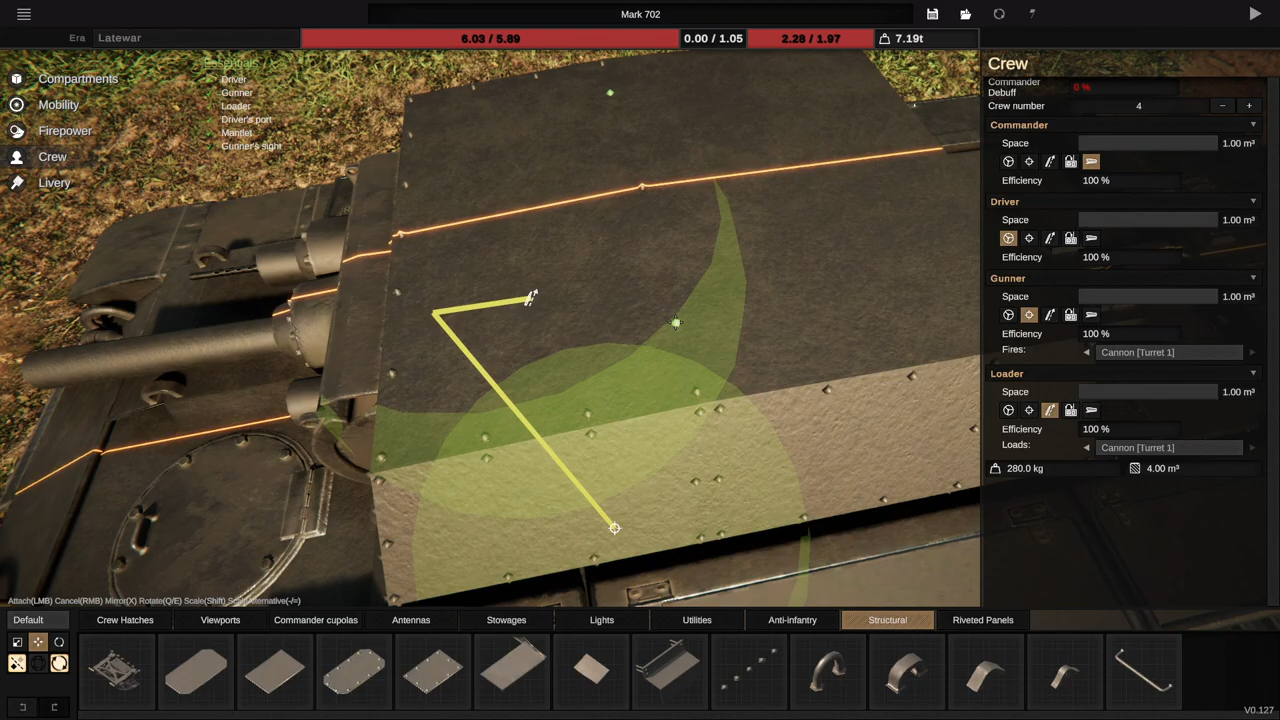 Mark 702
Era Latewar 6.03 / 5.89 0.00 / 1.05 2.28 / 1.97 7.19t
Compartments
Mobility
Firepower
Crew
Livery
Essentials
Driver
Gunner
Loader
Driver's port
Mantlet
Gunner's sight
Crew
Commander Debuff 0 %
Crew number 4 − +
Commander
Space 1.00 m³
Efficiency 100 %
Driver
Space 1.00 m³
Efficiency 100 %
Gunner
Space 1.00 m³
Efficiency 100 %
Fires: Cannon [Turret 1]
Loader
Space 1.00 m³
Efficiency 100 %
Loads: Cannon [Turret 1]
280.0 kg 4.00 m³
Attach(LMB) Cancel(RMB) Mirror(X) Rotate(Q/E) Scale(Shift)
Default Crew Hatches Viewports Commander cupolas Antennas Stowages Lights Utilities Anti-infantry Structural Riveted Panels
V0.127